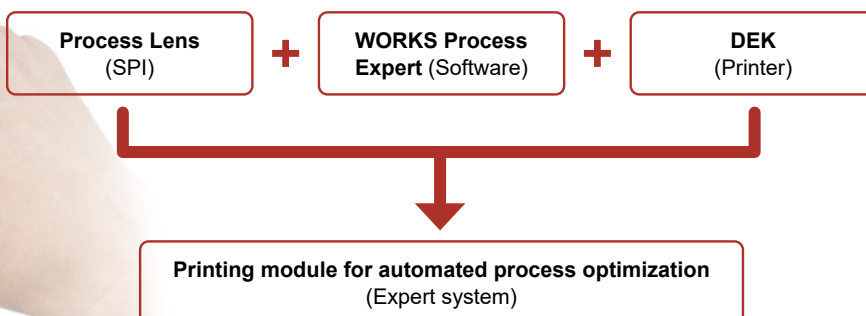 Process Lens
(SPI)
+
WORKS Process
Expert (Software)
+
DEK
(Printer)
Printing module for automated process optimization
(Expert system)